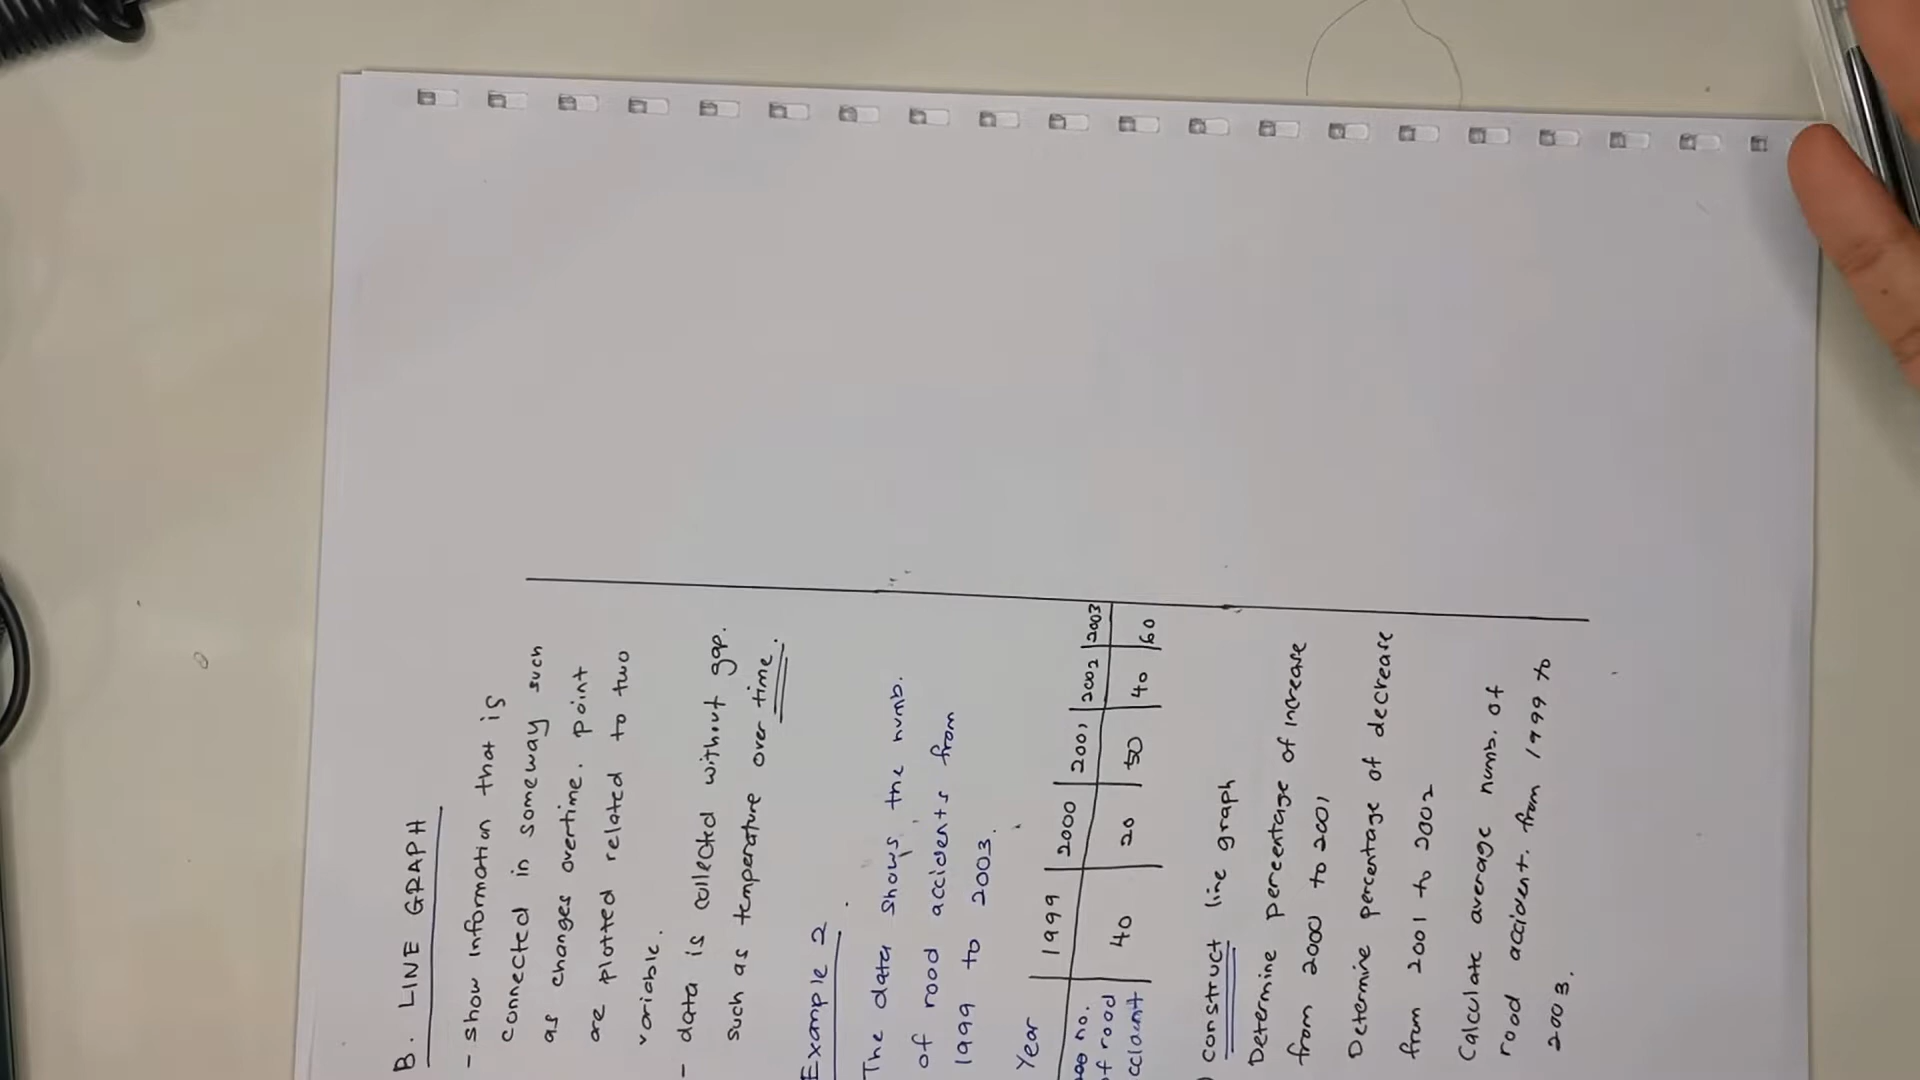 B. LINE GRAPH
- show information that is
connected in someway such
as changes overtime. point
are plotted related to two
variable.
- data is collected without gap.
such as temperature over time.
Example 2
The data shows the numb.
of road accidents from
1999 to 2003.
Year 1999 2000 2001 2002 2003
no. 40 20 50 40 60
of road
ccident
) construct line graph
Determine percentage of increase
from 2000 to 2001
Determine percentage of decrease
from 2001 to 2002
Calculate average numb. of
road accident. from 1999 to
2003.